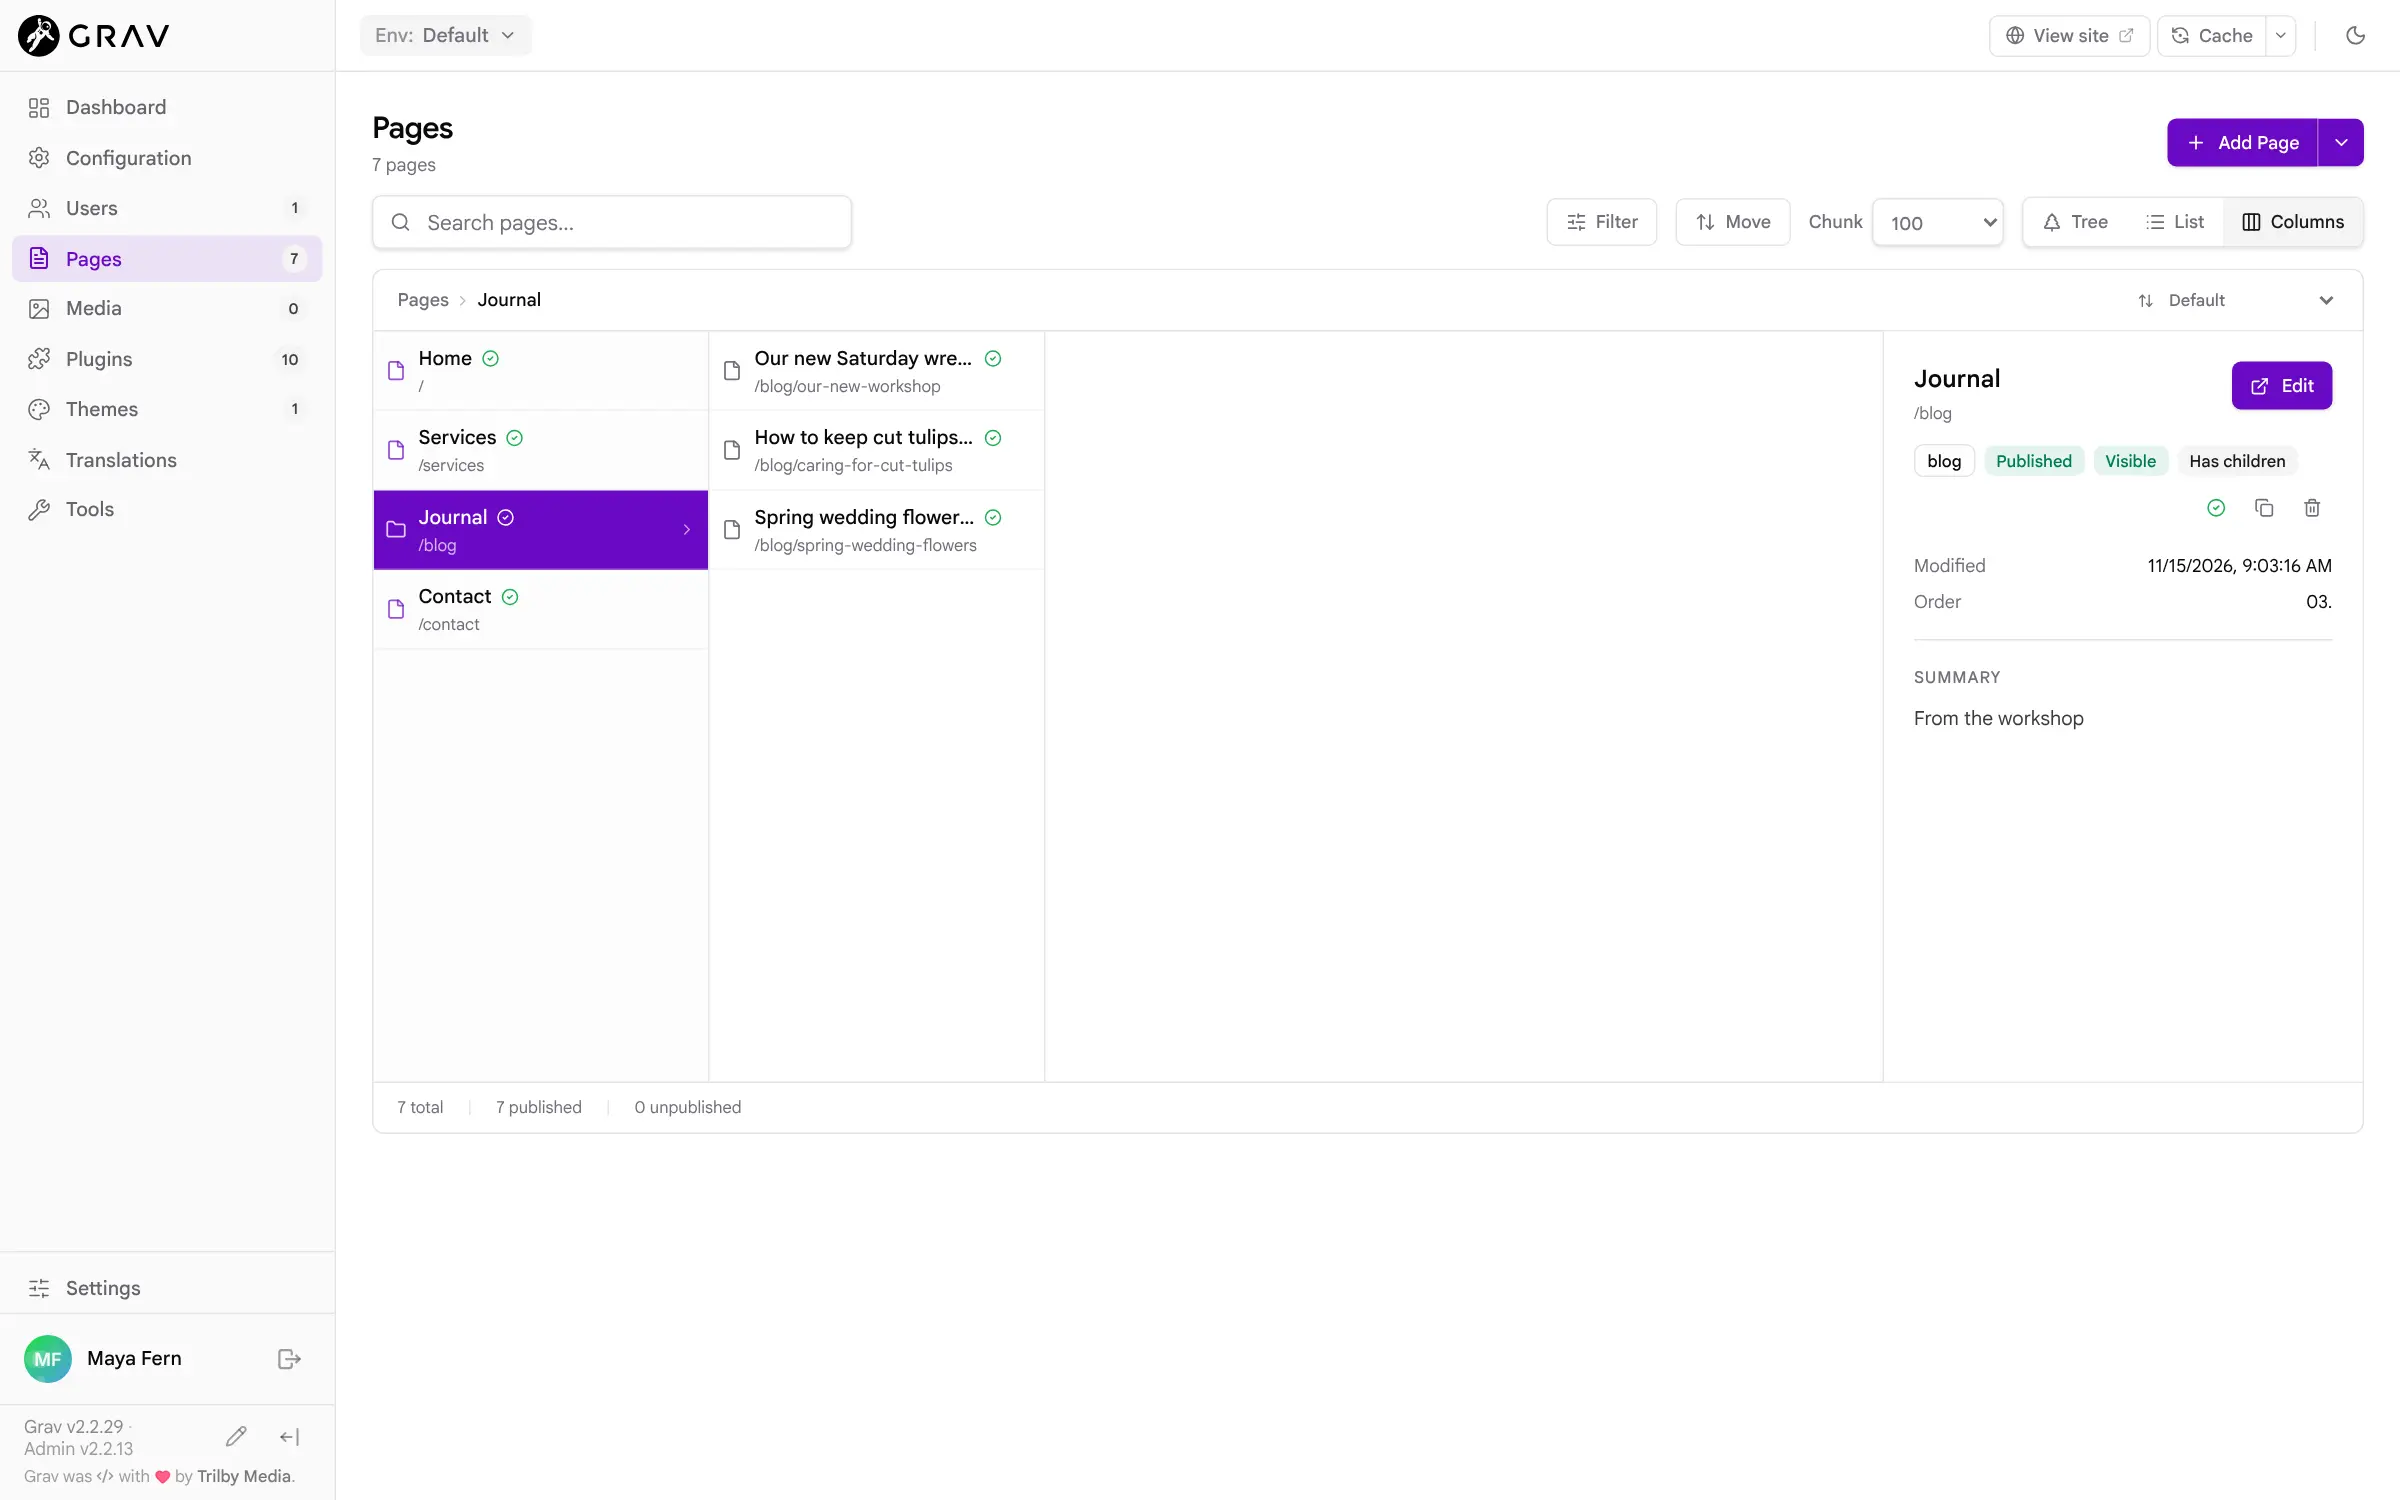 GRAV
Env: Default
View site
Cache
Dashboard
Configuration
Users 1
Pages 7
Media 0
Plugins 10
Themes 1
Translations
Tools
Pages
7 pages
Add Page
Search pages...
Filter
Move
Chunk
100
Tree
List
Columns
Pages
Journal
Default
Home
/
Services
/services
Journal
/blog
Contact
/contact
Our new Saturday wre...
/blog/our-new-workshop
How to keep cut tulips...
/blog/caring-for-cut-tulips
Spring wedding flower...
/blog/spring-wedding-flowers
Journal
/blog
Edit
blog
Published
Visible
Has children
Modified 11/15/2026, 9:03:16 AM
Order 03.
SUMMARY
From the workshop
7 total
7 published
0 unpublished
Settings
MF
Maya Fern
Grav v2.2.29 ·
Admin v2.2.13
Grav was </> with by Trilby Media.